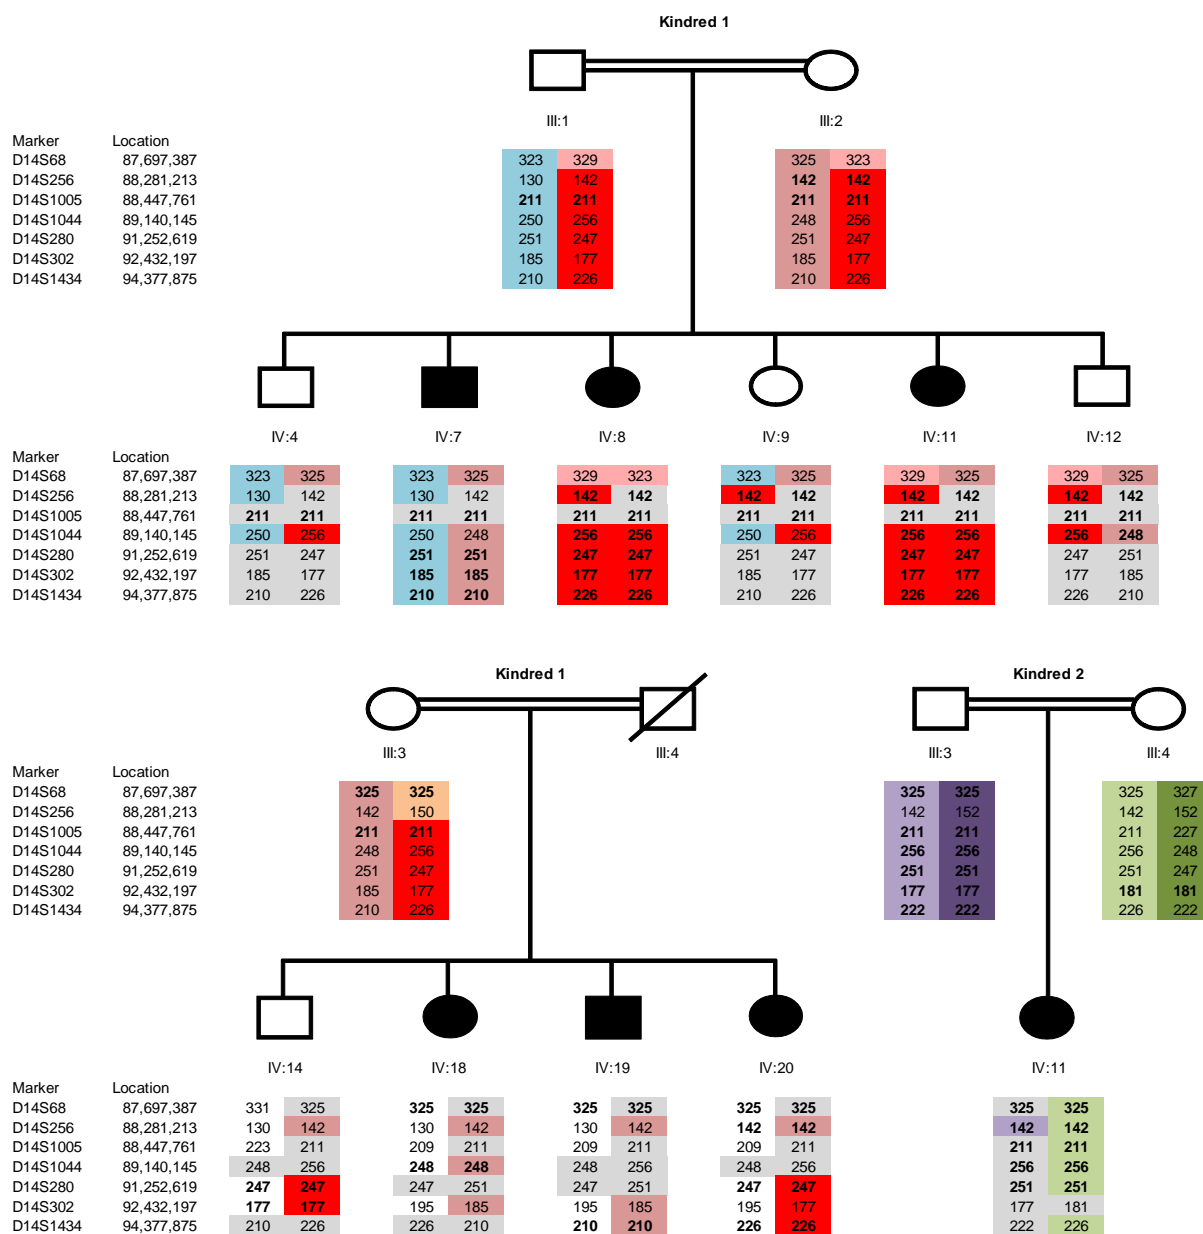 Kindred 1
III:1 III:2
Marker Location
D14S68 87,697,387 323 329 325 323
D14S256 88,281,213 130 142 142 142
D14S1005 88,447,761 211 211 211 211
D14S1044 89,140,145 250 256 248 256
D14S280 91,252,619 251 247 251 247
D14S302 92,432,197 185 177 185 177
D14S1434 94,377,875 210 226 210 226
IV:4 IV:7 IV:8 IV:9 IV:11 IV:12
Marker Location
D14S68 87,697,387 323 325 323 325 329 323 323 325 329 325 329 325
D14S256 88,281,213 130 142 130 142 142 142 142 142 142 142 142 142
D14S1005 88,447,761 211 211 211 211 211 211 211 211 211 211 211 211
D14S1044 89,140,145 250 256 250 248 256 256 250 256 256 256 256 248
D14S280 91,252,619 251 247 251 251 247 247 251 247 247 247 247 251
D14S302 92,432,197 185 177 185 185 177 177 185 177 177 177 177 185
D14S1434 94,377,875 210 226 210 210 226 226 210 226 226 226 226 210
Kindred 1 Kindred 2
III:3 III:4 III:3 III:4
Marker Location
D14S68 87,697,387 325 325 325 325 325 327
D14S256 88,281,213 142 150 142 152 142 152
D14S1005 88,447,761 211 211 211 211 211 227
D14S1044 89,140,145 248 256 256 256 256 248
D14S280 91,252,619 251 247 251 251 251 247
D14S302 92,432,197 185 177 177 177 181 181
D14S1434 94,377,875 210 226 222 222 226 222
IV:14 IV:18 IV:19 IV:20 IV:11
Marker Location
D14S68 87,697,387 331 325 325 325 325 325 325 325 325 325
D14S256 88,281,213 130 142 130 142 130 142 142 142 142 142
D14S1005 88,447,761 223 211 209 211 209 211 209 211 211 211
D14S1044 89,140,145 248 256 248 248 248 256 248 256 256 256
D14S280 91,252,619 247 247 247 251 247 251 247 247 251 251
D14S302 92,432,197 177 177 195 185 195 185 195 177 177 181
D14S1434 94,377,875 210 226 226 210 210 210 226 226 222 226